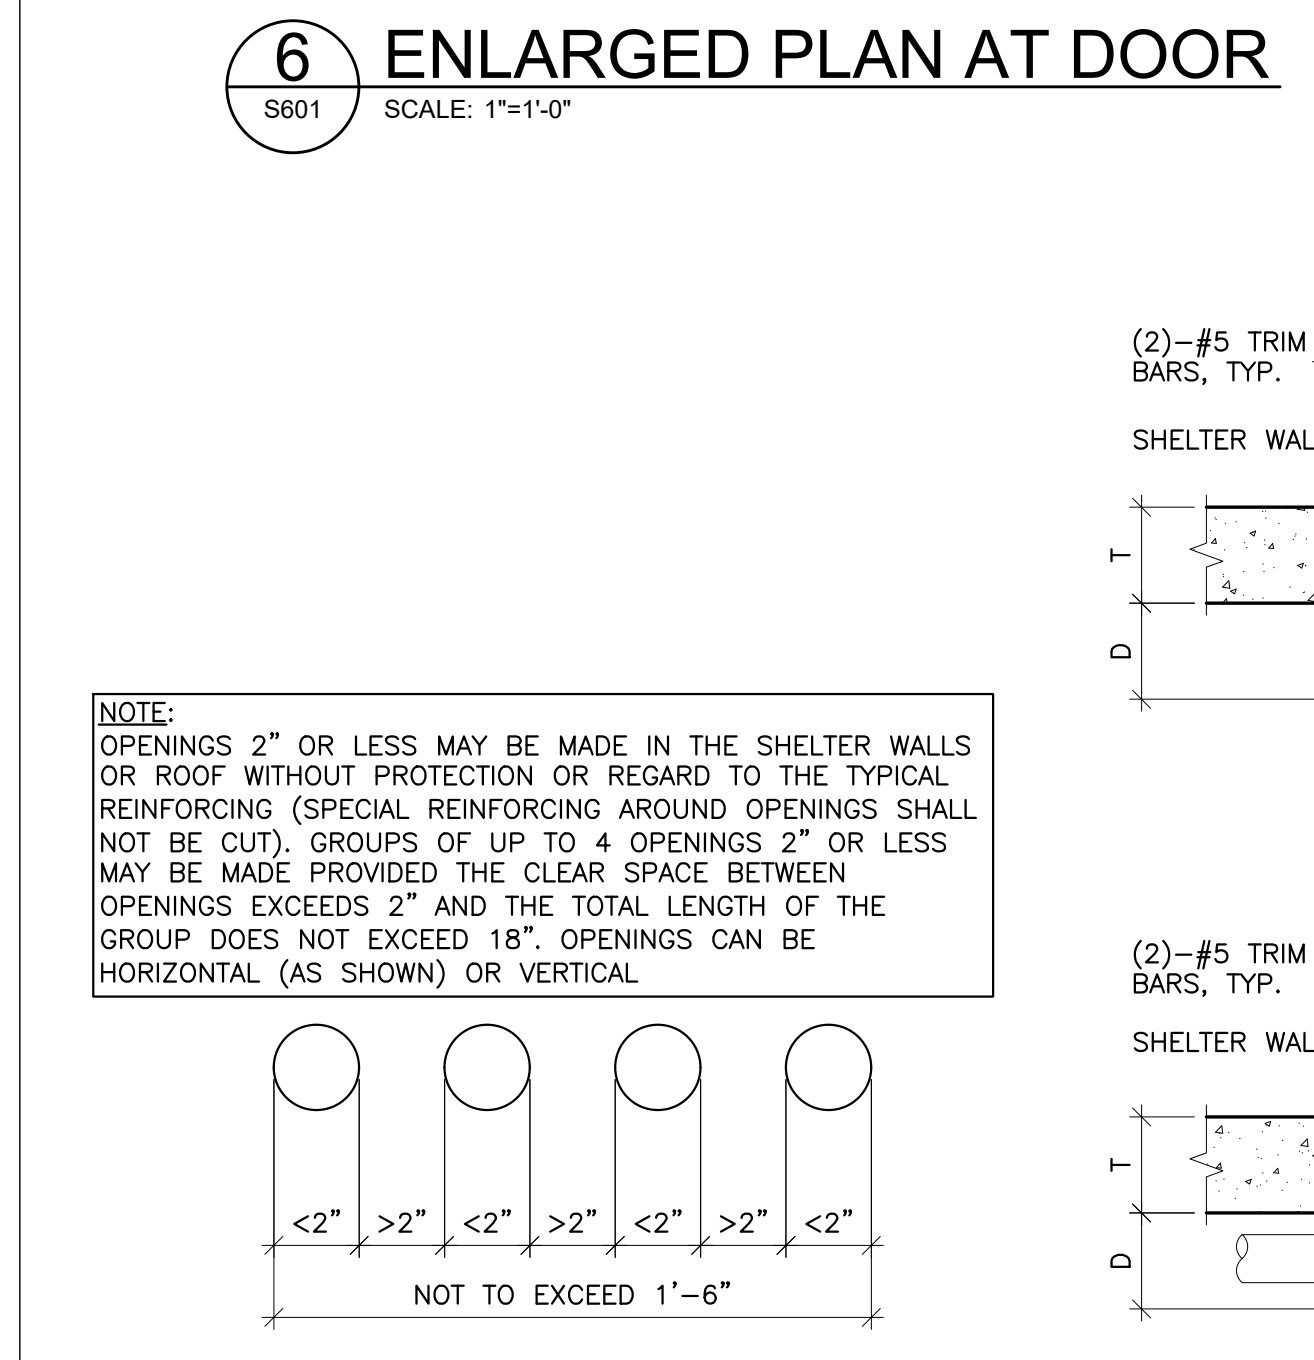 6
ENLARGED PLAN AT DOOR
S601
SCALE: 1"=1'-0"
(2)-#5 TRIM
BARS, TYP.
SHELTER
T
D
NOTE:
OPENINGS 2" OR LESS MAY BE MADE IN THE SHELTER WALLS
OR ROOF WITHOUT PROTECTION OR REGARD TO THE TYPICAL
REINFORCING (SPECIAL REINFORCING AROUND OPENINGS SHALL
NOT BE CUT). GROUPS OF UP TO 4 OPENINGS 2" OR LESS
MAY BE MADE PROVIDED THE CLEAR SPACE BETWEEN
OPENINGS EXCEEDS 2" AND THE TOTAL LENGTH OF THE
GROUP DOES NOT EXCEED 18". OPENINGS CAN BE
HORIZONTAL (AS SHOWN) OR VERTICAL
(2)-#5 TRIM
BARS, TYP.
SHELTER
T
D
<2" >2" <2" >2" <2" >2" <2"
NOT TO EXCEED 1'-6"